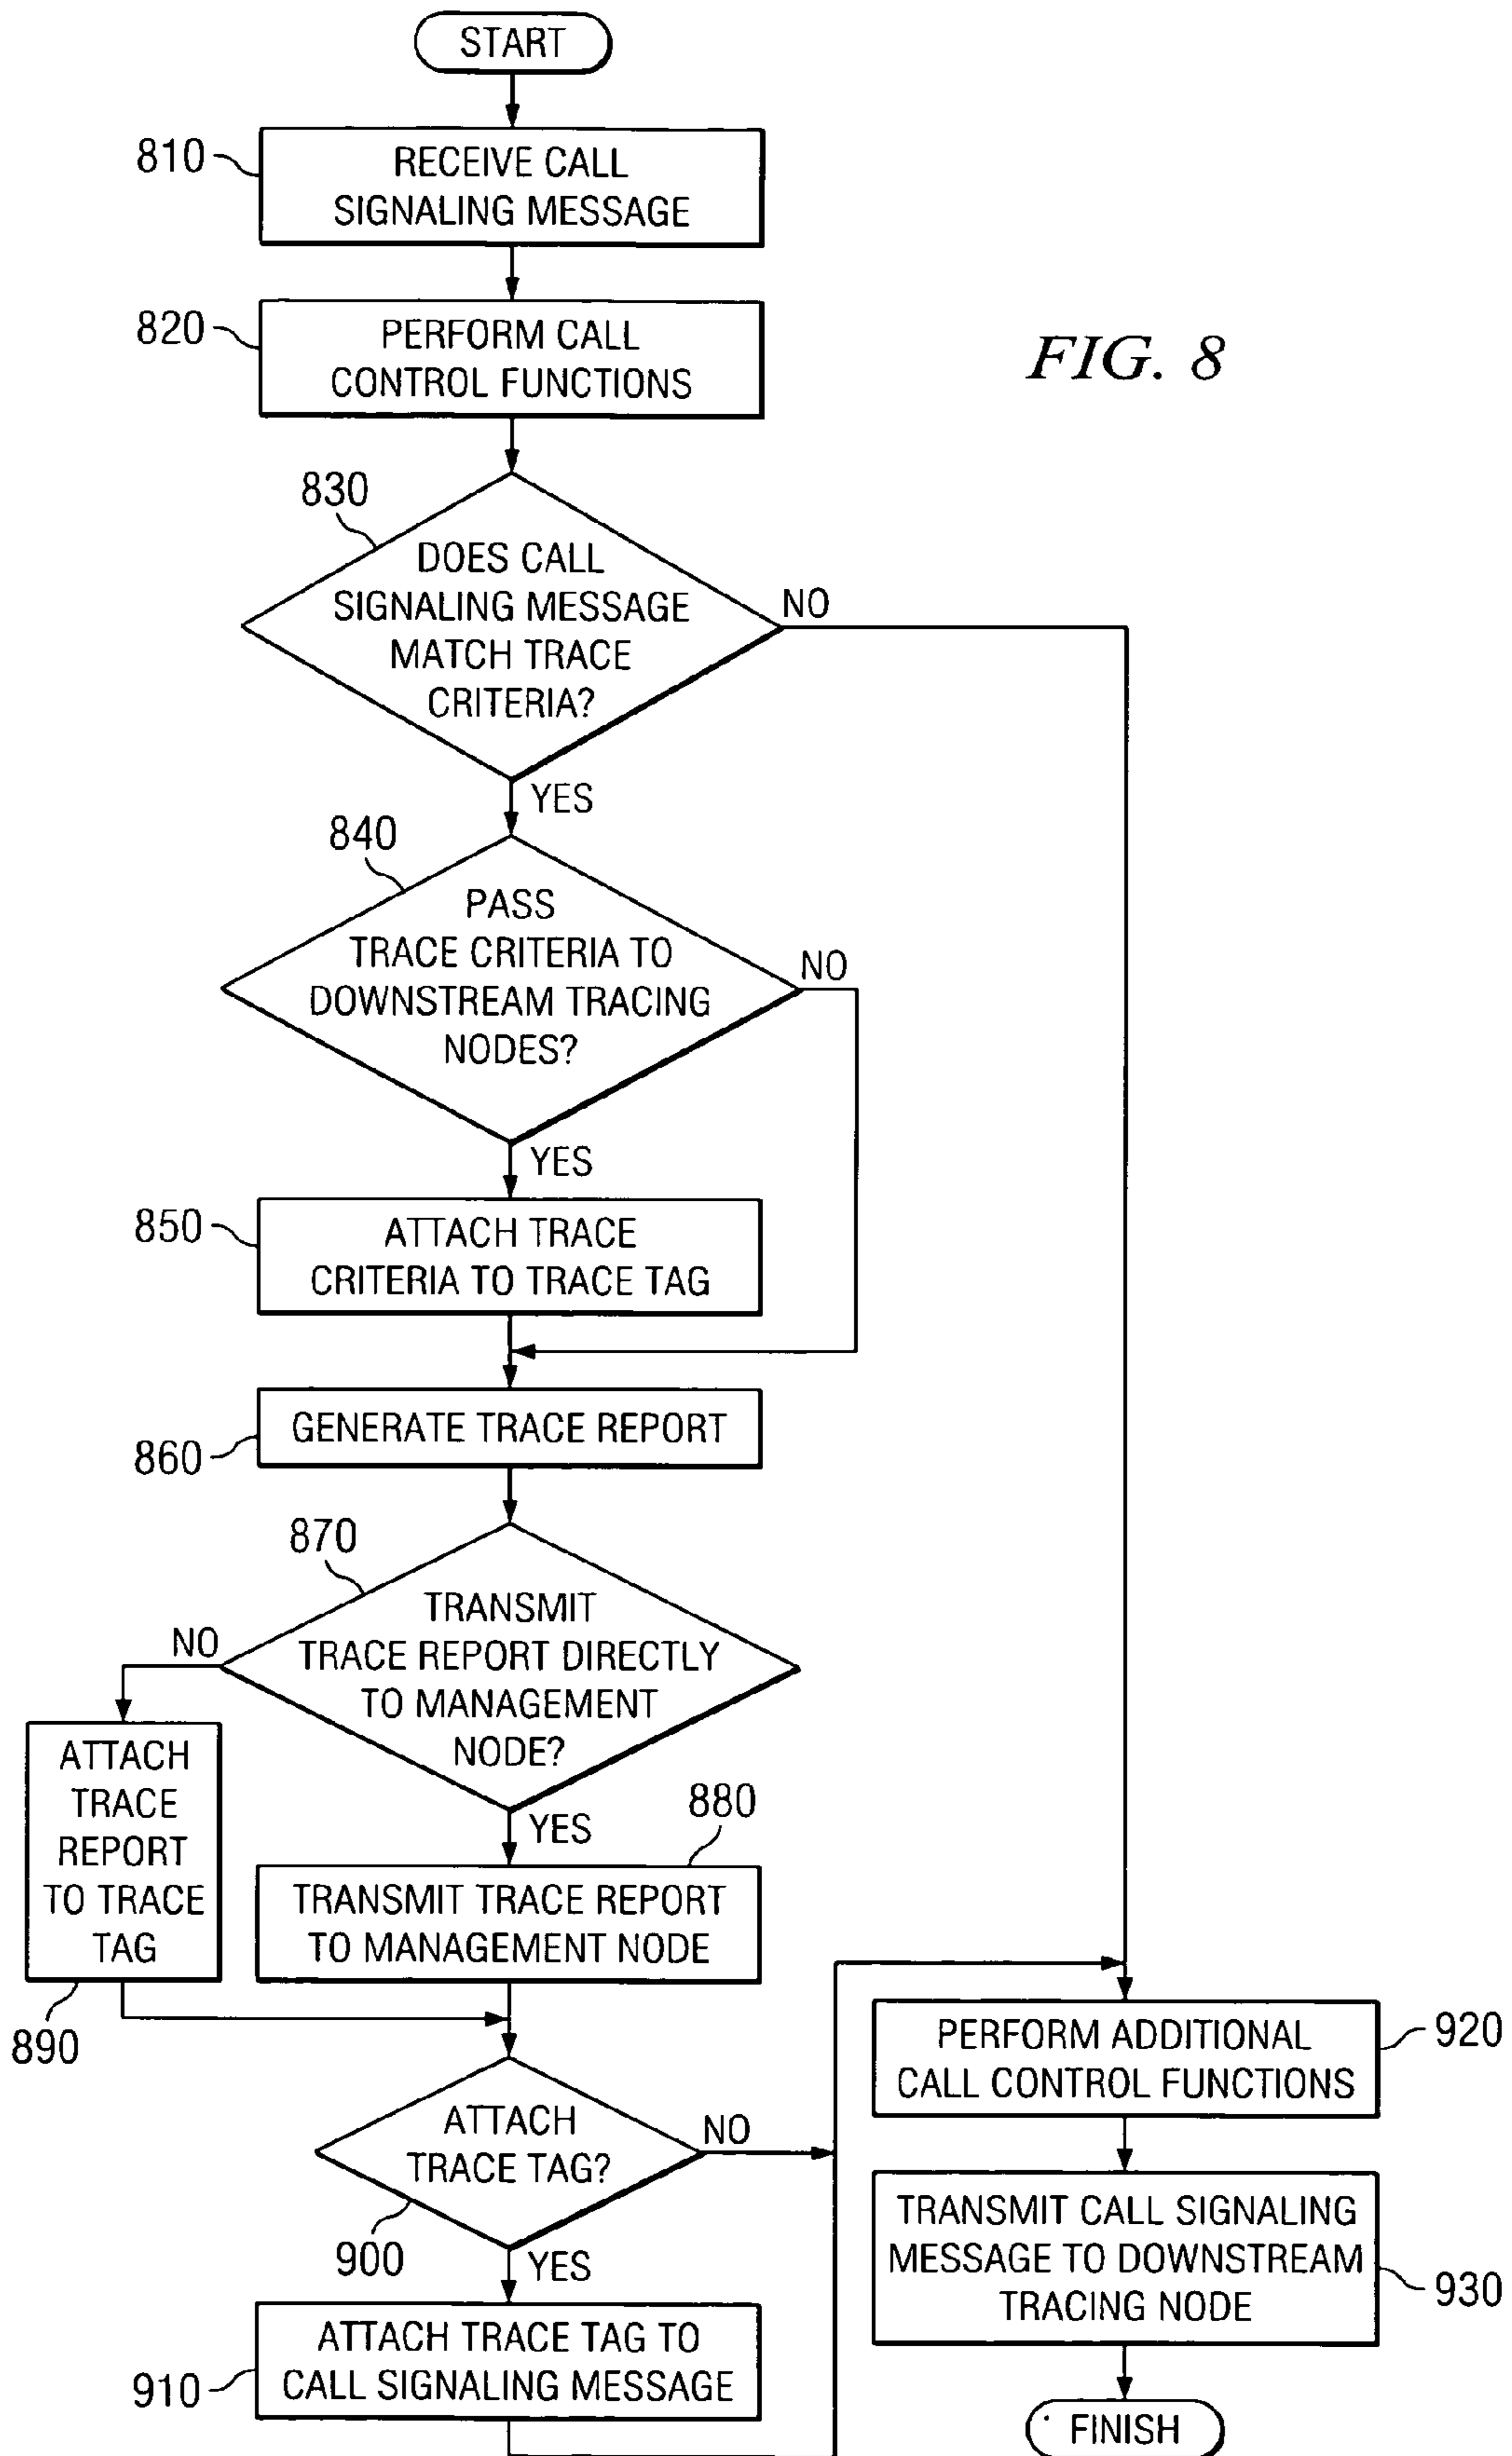 START
810
RECEIVE CALL
SIGNALING MESSAGE
820
PERFORM CALL
CONTROL FUNCTIONS
FIG. 8
830
DOES CALL
SIGNALING MESSAGE
MATCH TRACE
CRITERIA?
NO
YES
840
PASS
TRACE CRITERIA TO
DOWNSTREAM TRACING
NODES?
NO
YES
850
ATTACH TRACE
CRITERIA TO TRACE TAG
860
GENERATE TRACE REPORT
870
TRANSMIT
TRACE REPORT DIRECTLY
TO MANAGEMENT
NODE?
NO
YES
ATTACH
TRACE
REPORT
TO TRACE
TAG
890
880
TRANSMIT TRACE REPORT
TO MANAGEMENT NODE
ATTACH
TRACE TAG?
900
NO
YES
910
ATTACH TRACE TAG TO
CALL SIGNALING MESSAGE
PERFORM ADDITIONAL
CALL CONTROL FUNCTIONS
920
TRANSMIT CALL SIGNALING
MESSAGE TO DOWNSTREAM
TRACING NODE
930
FINISH